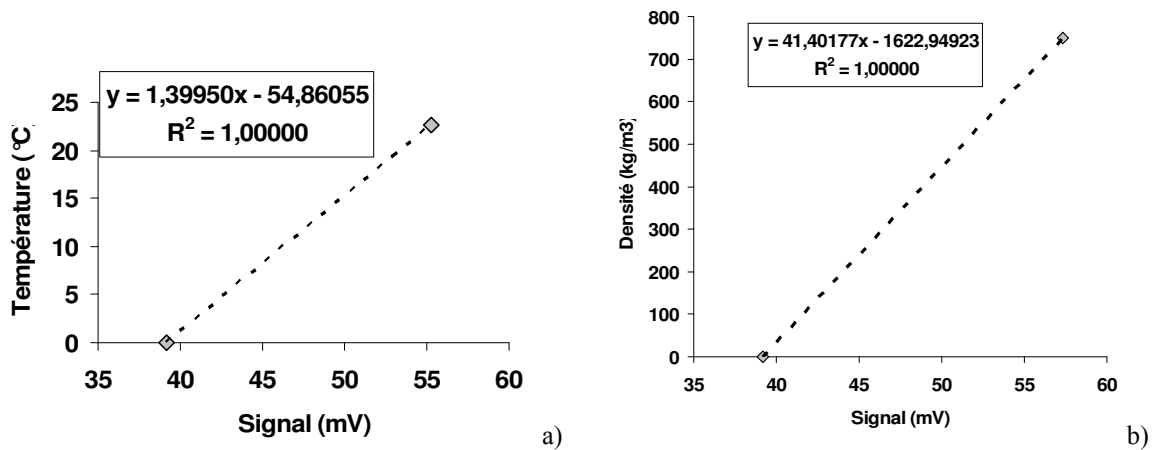 y = 1,39950x - 54,86055
R² = 1,00000
Température (°C)
25
20
15
10
5
0
35 40 45 50 55 60
Signal (mV)
a)
y = 41,40177x - 1622,94923
R² = 1,00000
Densité (kg/m3)
800
700
600
500
400
300
200
100
0
35 40 45 50 55 60
Signal (mV)
b)